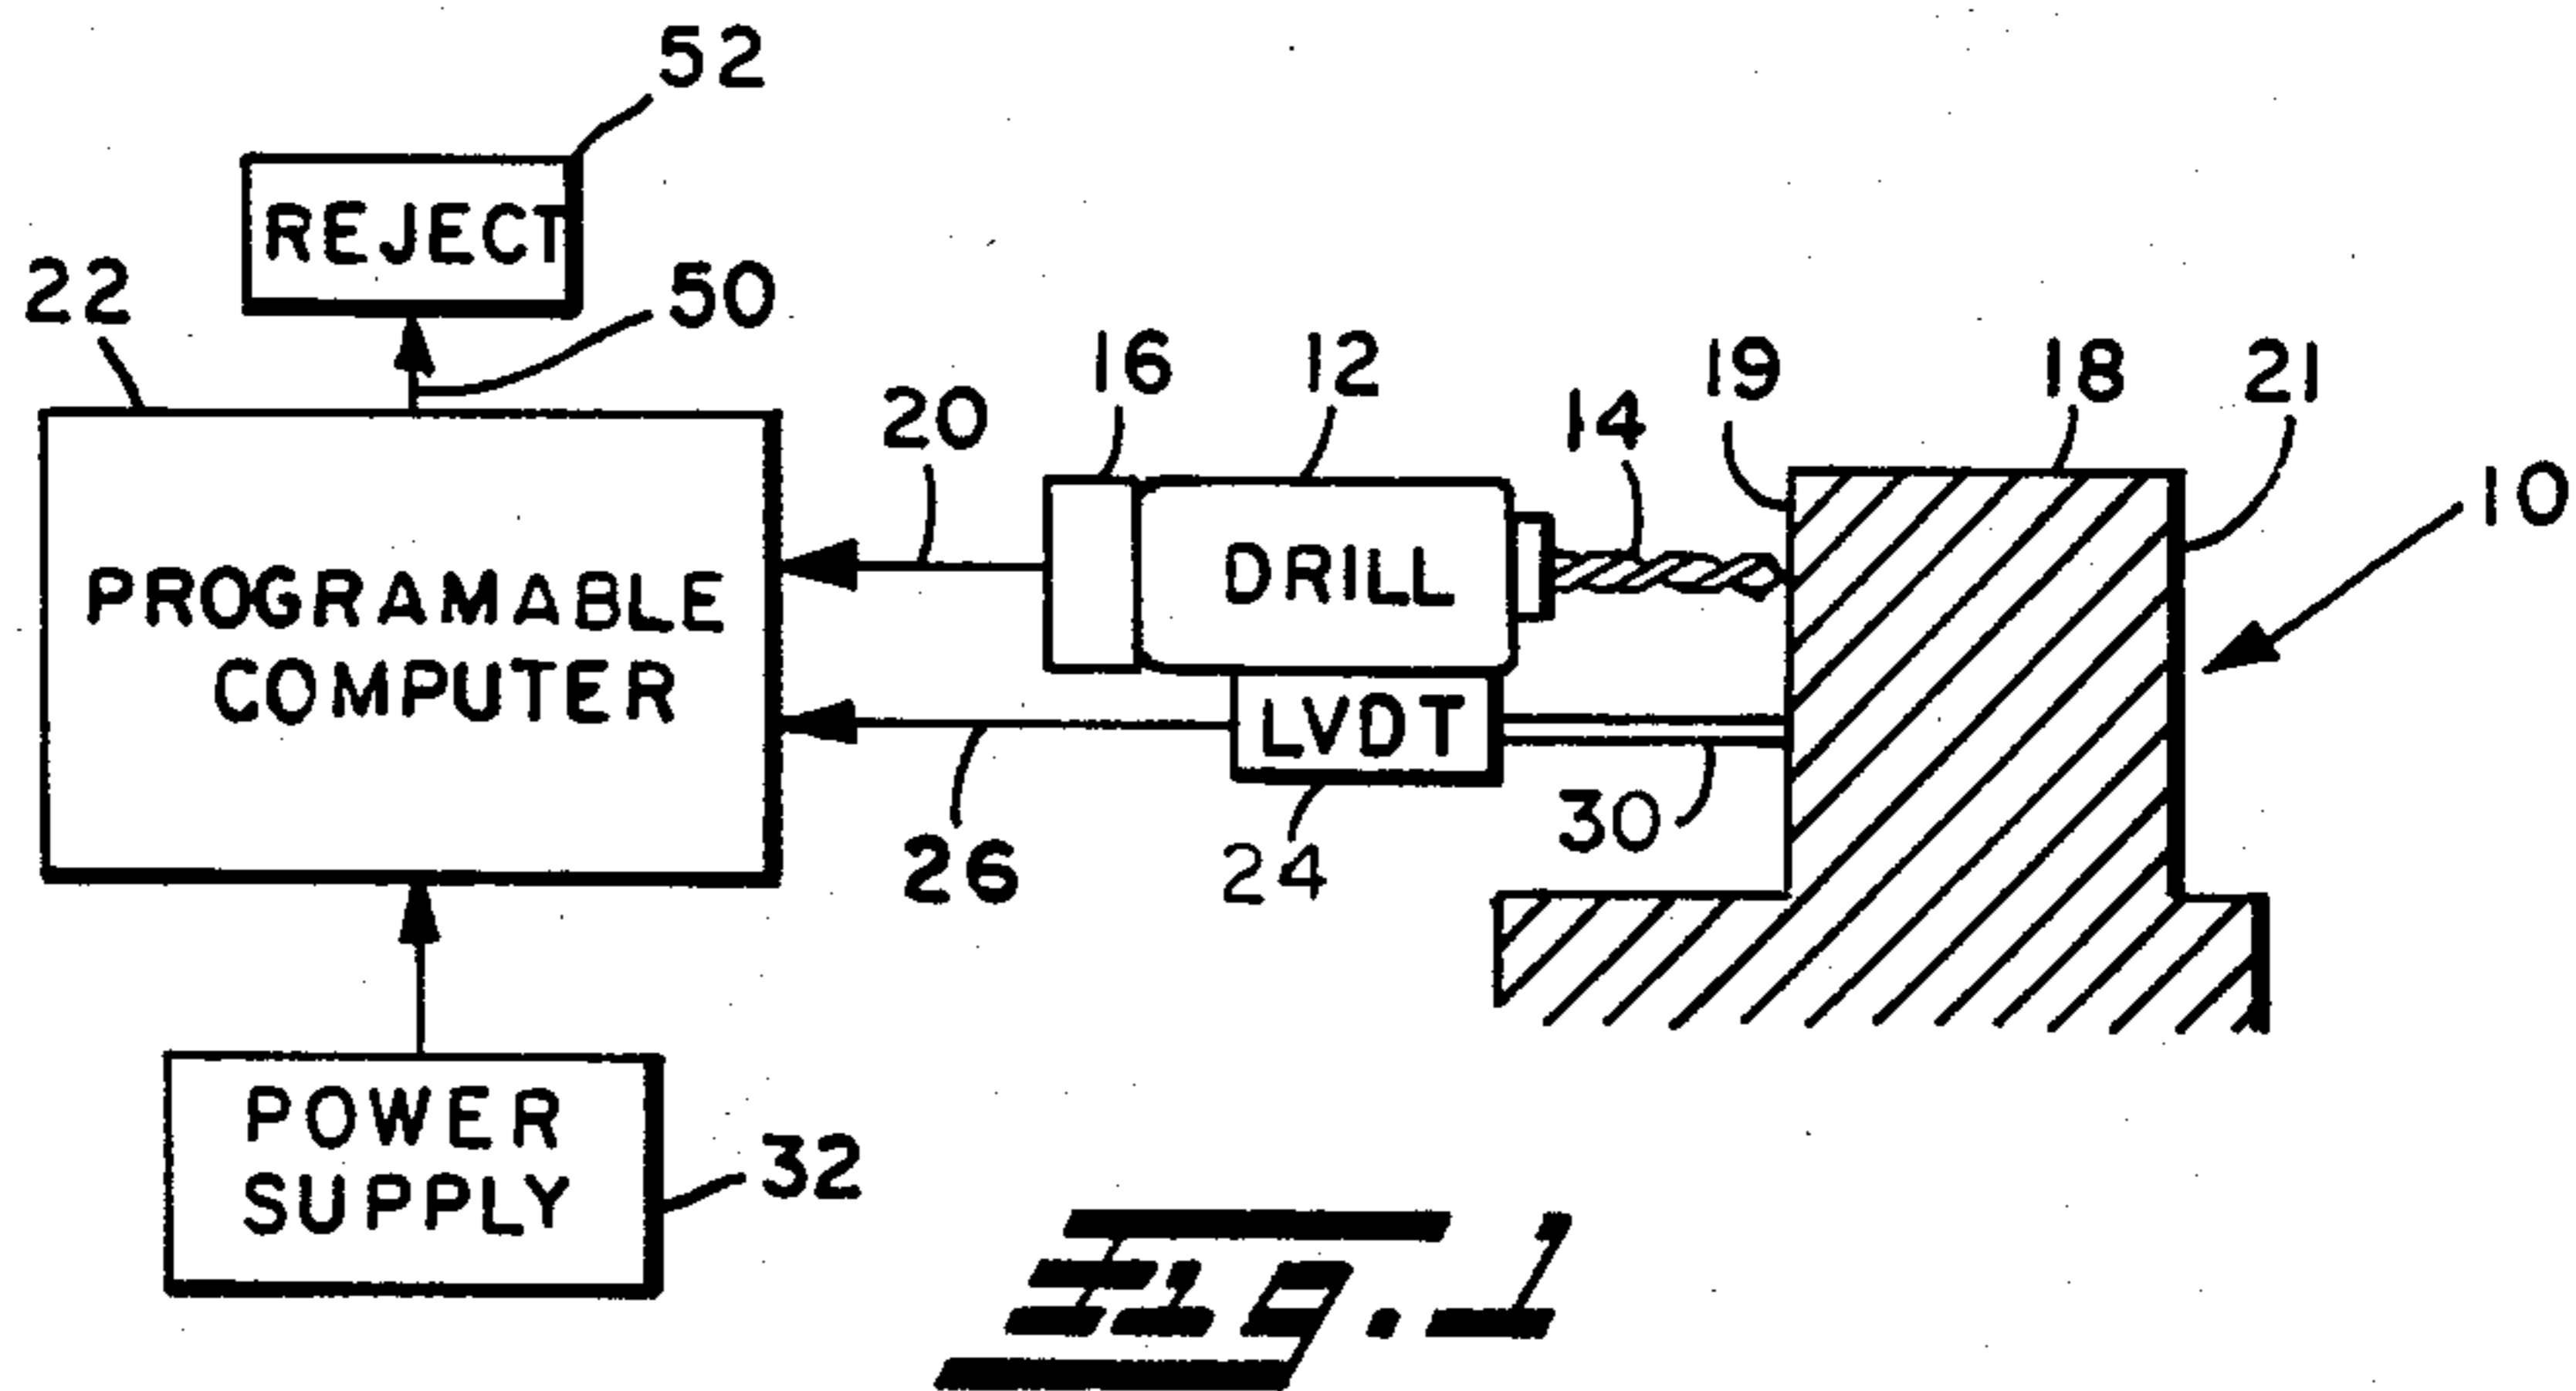 52
REJECT
22
50
16
12
19
18
21
20
14
10
PROGRAMABLE
COMPUTER
DRILL
LVDT
30
26
24
POWER
SUPPLY
32
Fig. 1